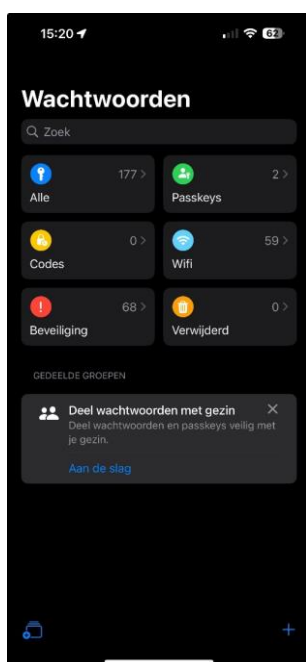 15:20
62
Wachtwoorden
Zoek
177
Alle
2
Passkeys
0
Codes
59
Wifi
68
Beveiliging
0
Verwijderd
GEDEELDE GROEPEN
Deel wachtwoorden met gezin
Deel wachtwoorden en passkeys veilig met
je gezin.
Aan de slag